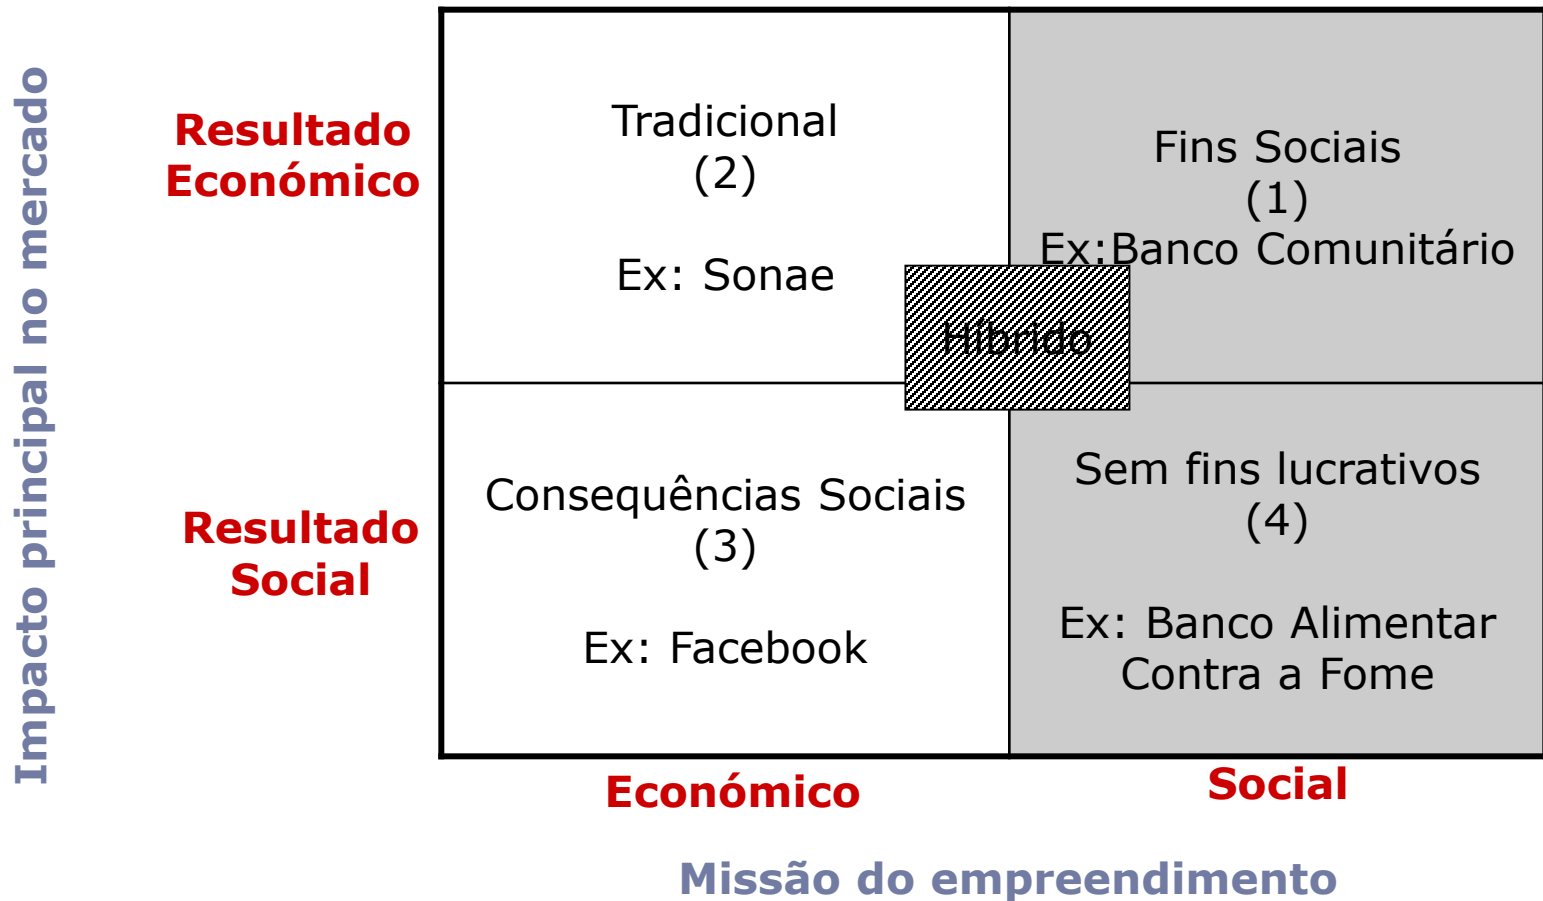 Impacto principal no mercado
Resultado
Económico
Tradicional
(2)
Ex: Sonae
Fins Sociais
(1)
Ex:Banco Comunitário
Híbrido
Resultado
Social
Consequências Sociais
(3)
Ex: Facebook
Sem fins lucrativos
(4)
Ex: Banco Alimentar
Contra a Fome
Económico
Social
Missão do empreendimento